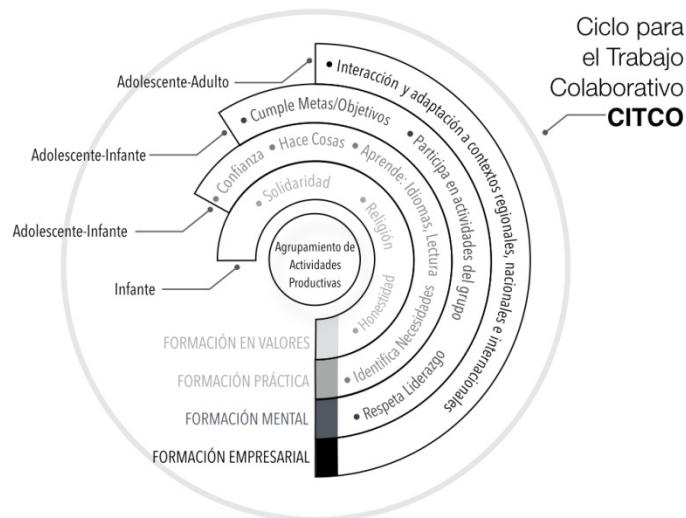 Ciclo para
el Trabajo
Colaborativo
CITCO
Adolescente-Adulto
• Interacción y adaptación a contextos regionales, nacionales e internacionales
Adolescente-Infante
• Cumple Metas/Objetivos
• Participa en actividades del grupo
• Respeta Liderazgo
Adolescente-Infante
• Confianza
• Hace Cosas
• Aprende: Idiomas, Lectura
• Identifica Necesidades
Infante
• Solidaridad
• Religión
• Honestidad
Agrupamiento de
Actividades
Productivas
FORMACIÓN EN VALORES
FORMACIÓN PRÁCTICA
FORMACIÓN MENTAL
FORMACIÓN EMPRESARIAL